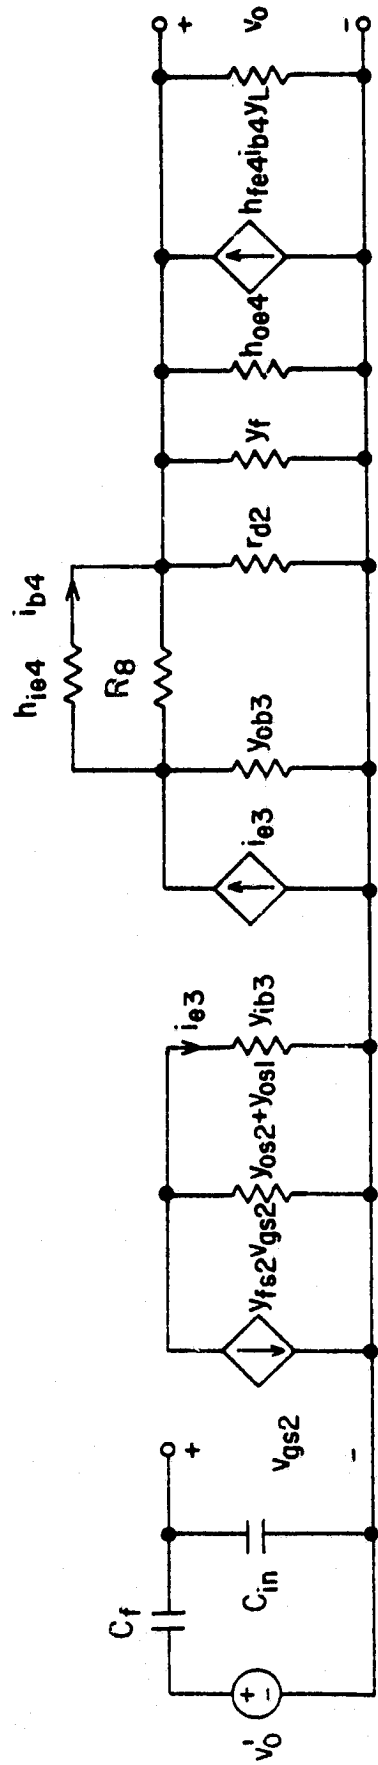 v'o
Cf
Cin
+
vgs2
-
yfs2vgs2
yos2+yos1
yib3
ie3
ie3
yob3
hie4
ib4
R8
rd2
yf
hoe4
hfe4ib4
yL
+
vo
-